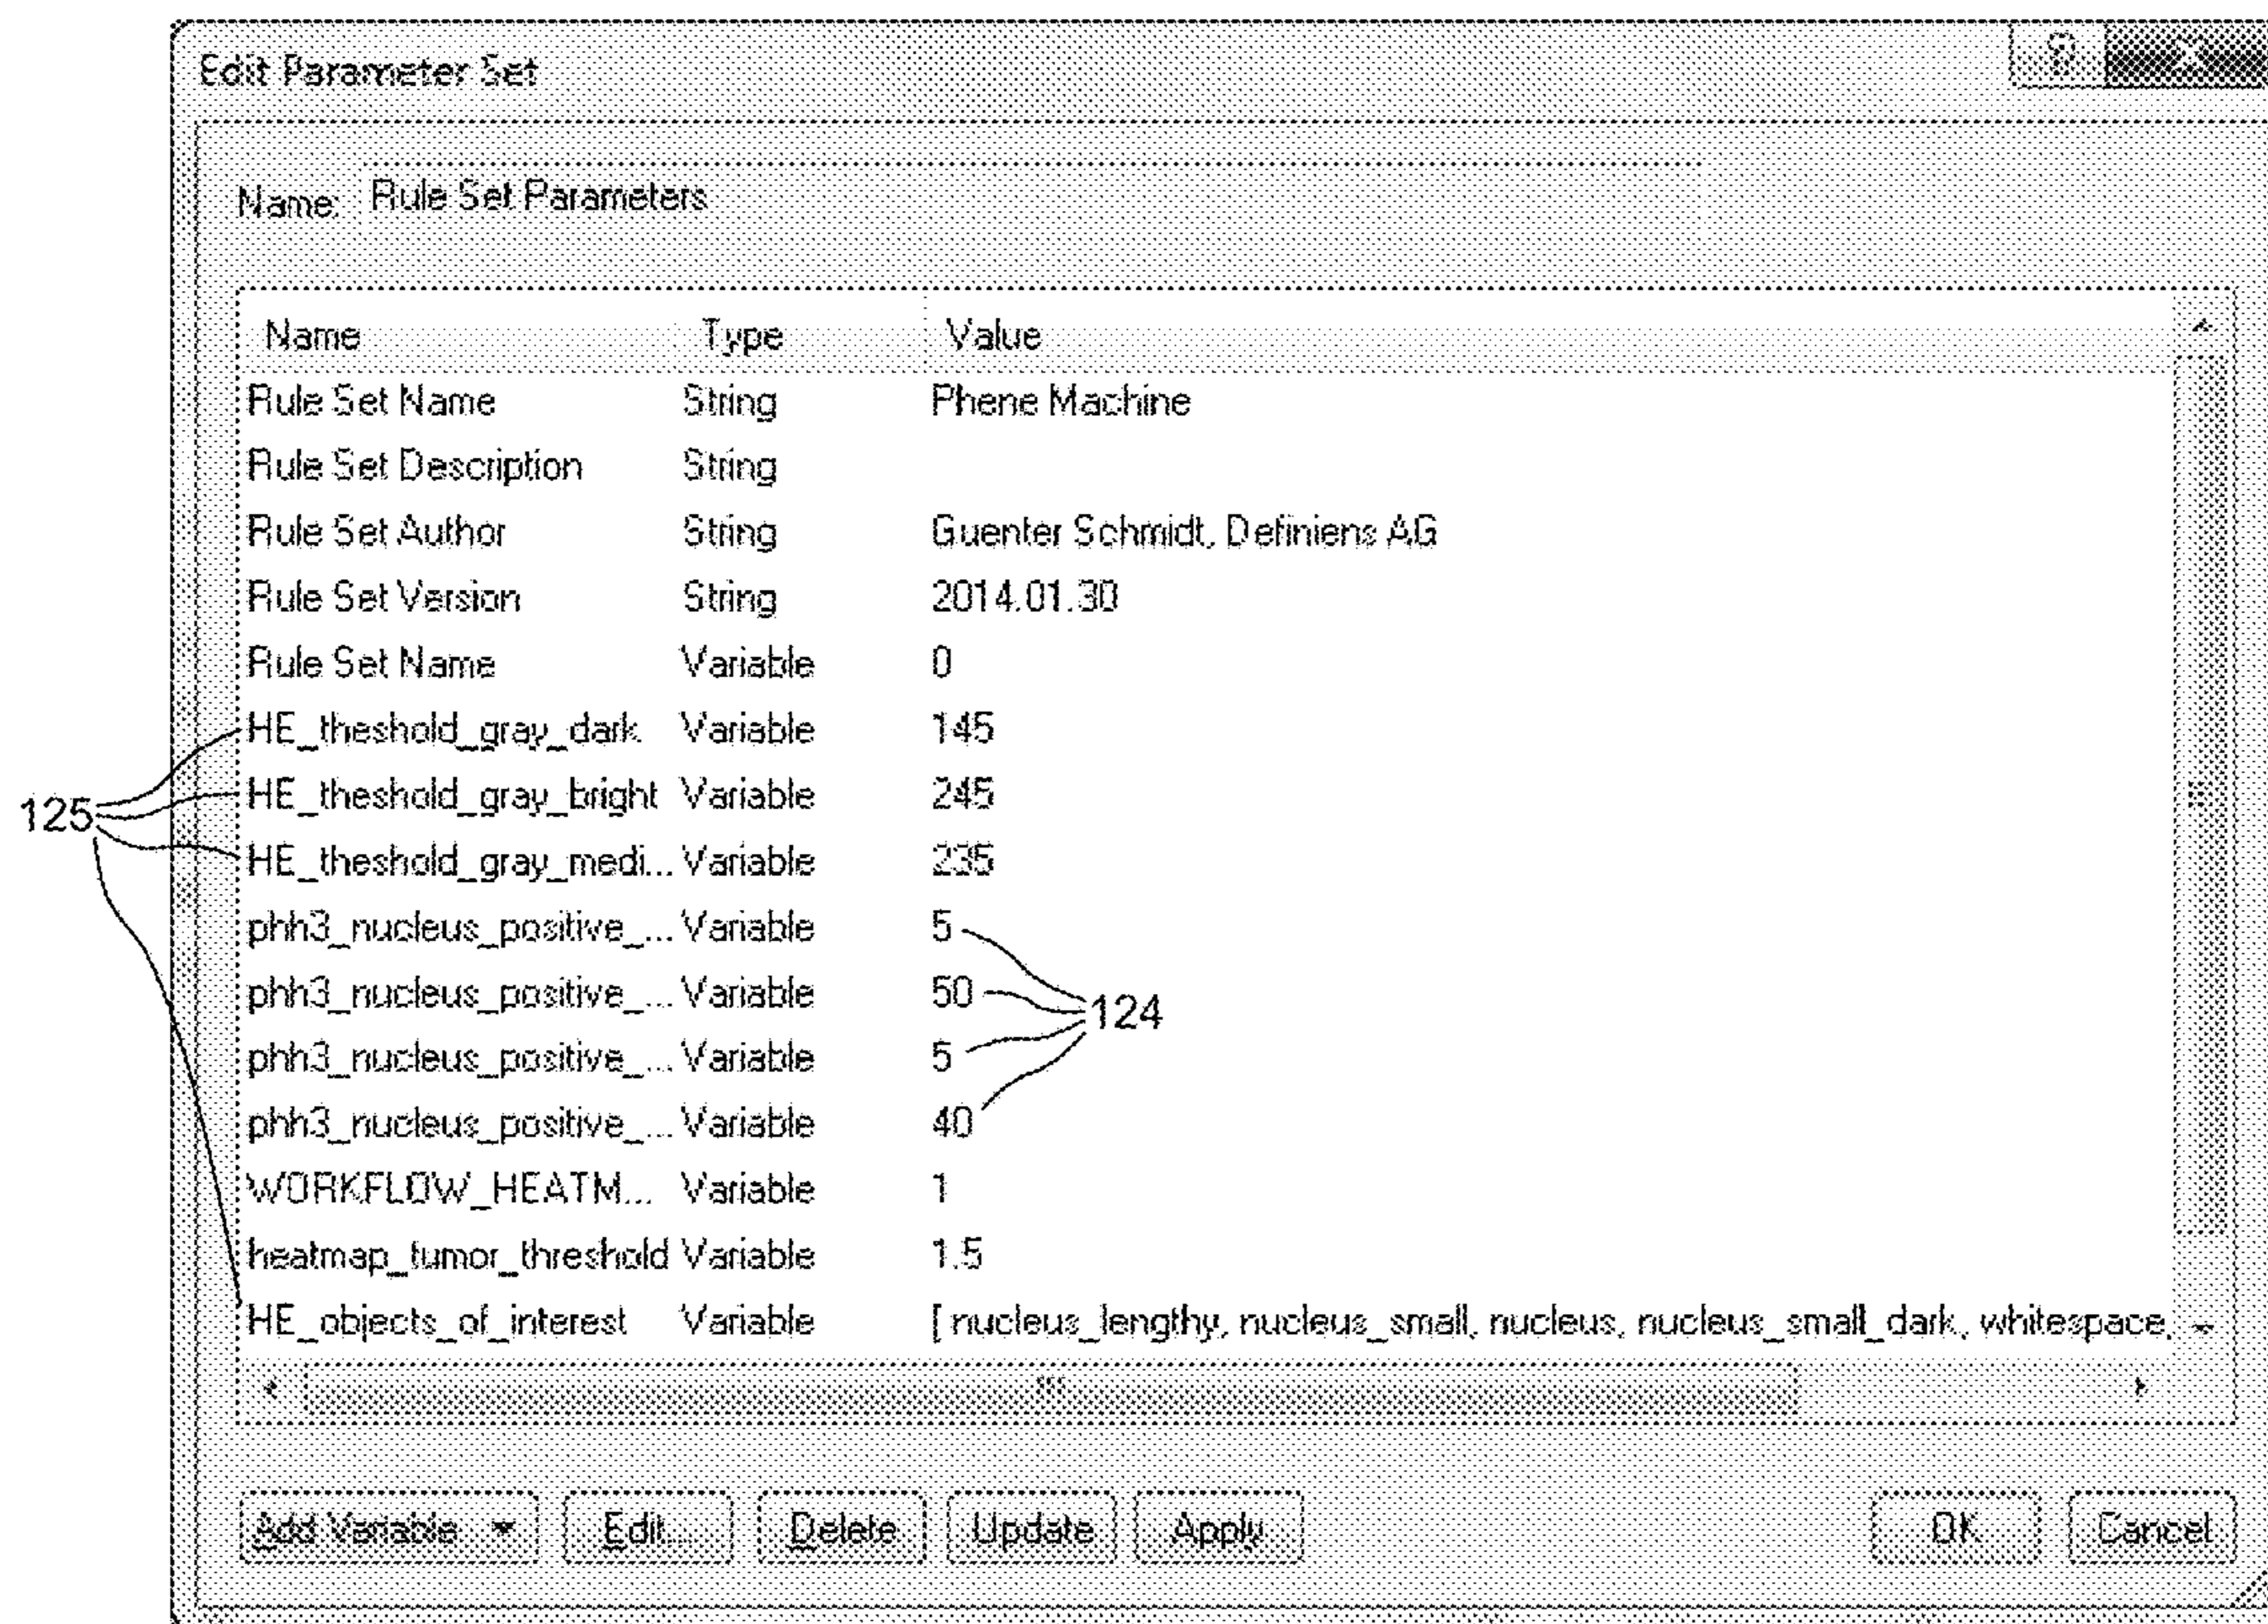 Edit Parameter Set
Name: Rule Set Parameters
Name Type Value
Rule Set Name String Phene Machine
Rule Set Description String
Rule Set Author String Guenter Schmidt, Definiens AG
Rule Set Version String 2014.01.30
Rule Set Name Variable 0
HE_theshold_gray_dark Variable 145
125 HE_theshold_gray_bright Variable 245
HE_theshold_gray_medi... Variable 235
phh3_nucleus_positive_... Variable 5
phh3_nucleus_positive_... Variable 50 124
phh3_nucleus_positive_... Variable 5
phh3_nucleus_positive_... Variable 40
WORKFLOW_HEATM... Variable 1
heatmap_tumor_threshold Variable 1.5
HE_objects_of_interest Variable [ nucleus_lengthy, nucleus_small, nucleus, nucleus_small_dark, whitespace,
Add Variable Edit... Delete Update Apply OK Cancel